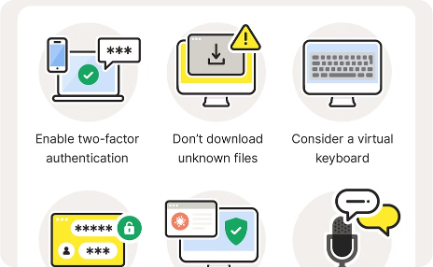 ***
Enable two-factor
authentication
Don't download
unknown files
Consider a virtual
keyboard
*****
***